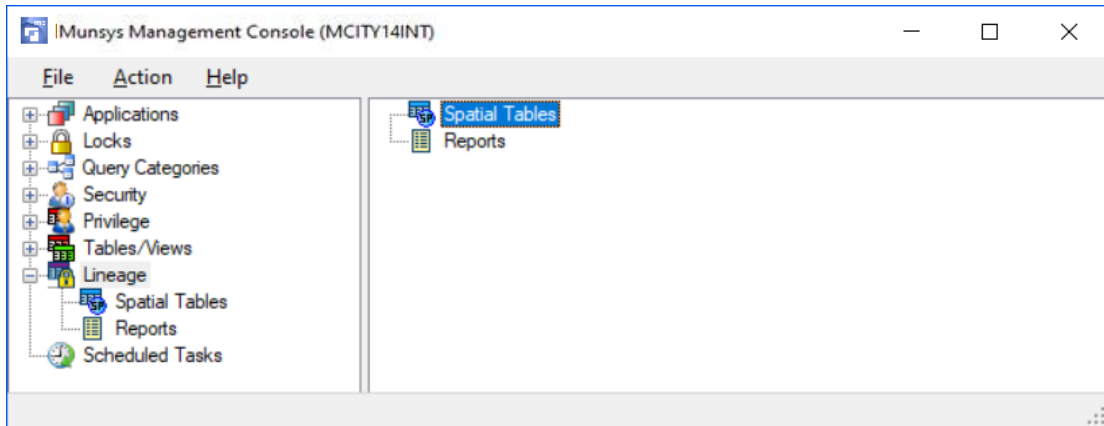 Munsys Management Console (MCITY14INT)
File Action Help
Applications
Locks
Query Categories
Security
Privilege
Tables/Views
Lineage
Spatial Tables
Reports
Scheduled Tasks
Spatial Tables
Reports